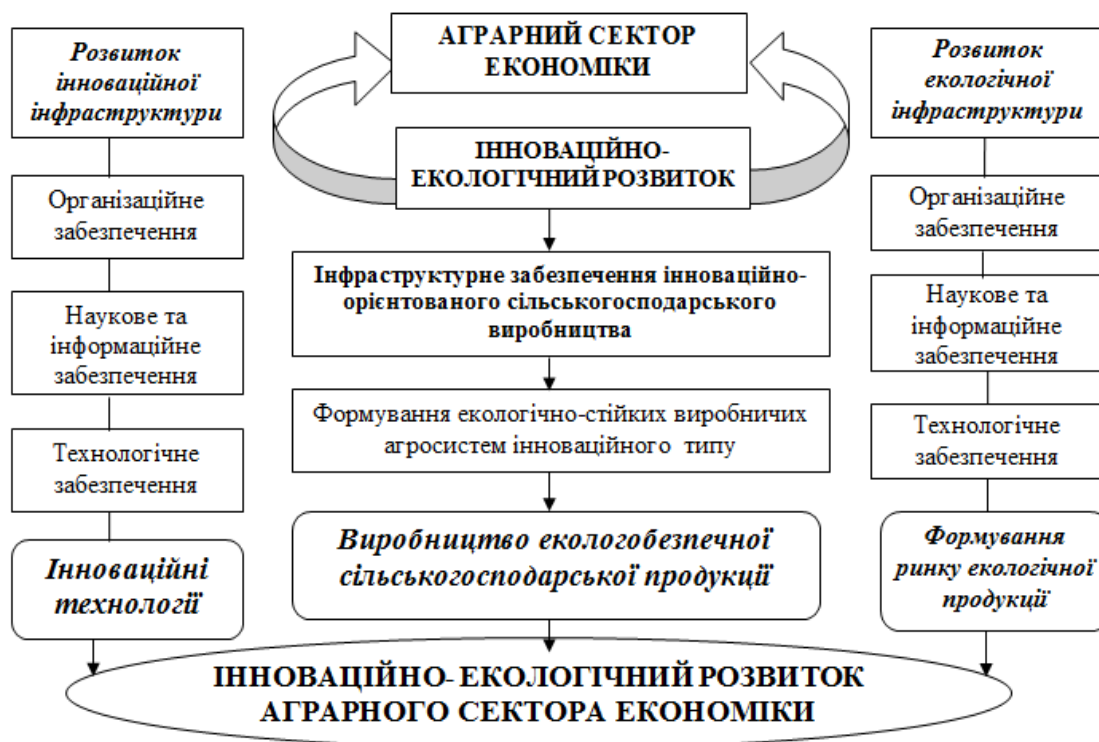 Розвиток
інноваційної
інфраструктури
Організаційне
забезпечення
Наукове та
інформаційне
забезпечення
Технологічне
забезпечення
Інноваційні
технології
АГРАРНИЙ СЕКТОР
ЕКОНОМІКИ
ІННОВАЦІЙНО-
ЕКОЛОГІЧНИЙ РОЗВИТОК
Інфраструктурне забезпечення інноваційно-
орієнтованого сільськогосподарського
виробництва
Формування екологічно-стійких виробничих
агросистем інноваційного типу
Виробництво екологобезпечної
сільськогосподарської продукції
Розвиток
екологічної
інфраструктури
Організаційне
забезпечення
Наукове та
інформаційне
забезпечення
Технологічне
забезпечення
Формування
ринку екологічної
продукції
ІННОВАЦІЙНО- ЕКОЛОГІЧНИЙ РОЗВИТОК
АГРАРНОГО СЕКТОРА ЕКОНОМІКИ